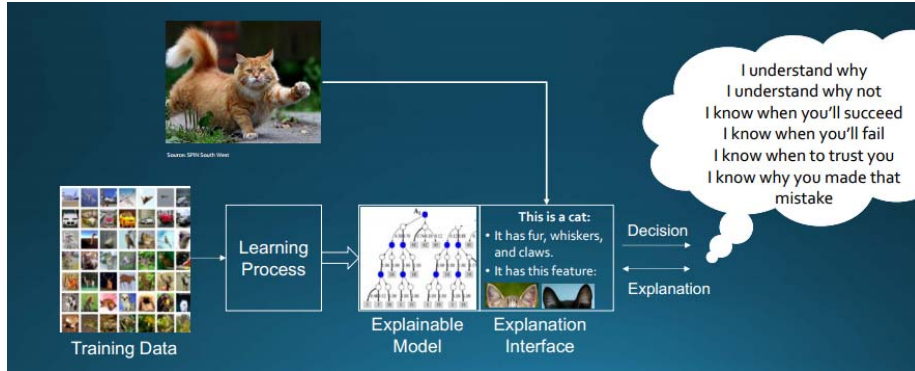 I understand why
I understand why not
I know when you'll succeed
I know when you'll fail
I know when to trust you
I know why you made that
mistake
Source: SPIN South West
Training Data
Learning
Process
Explainable
Model
This is a cat:
• It has fur, whiskers,
and claws.
• It has this feature:
Explanation
Interface
Decision
Explanation